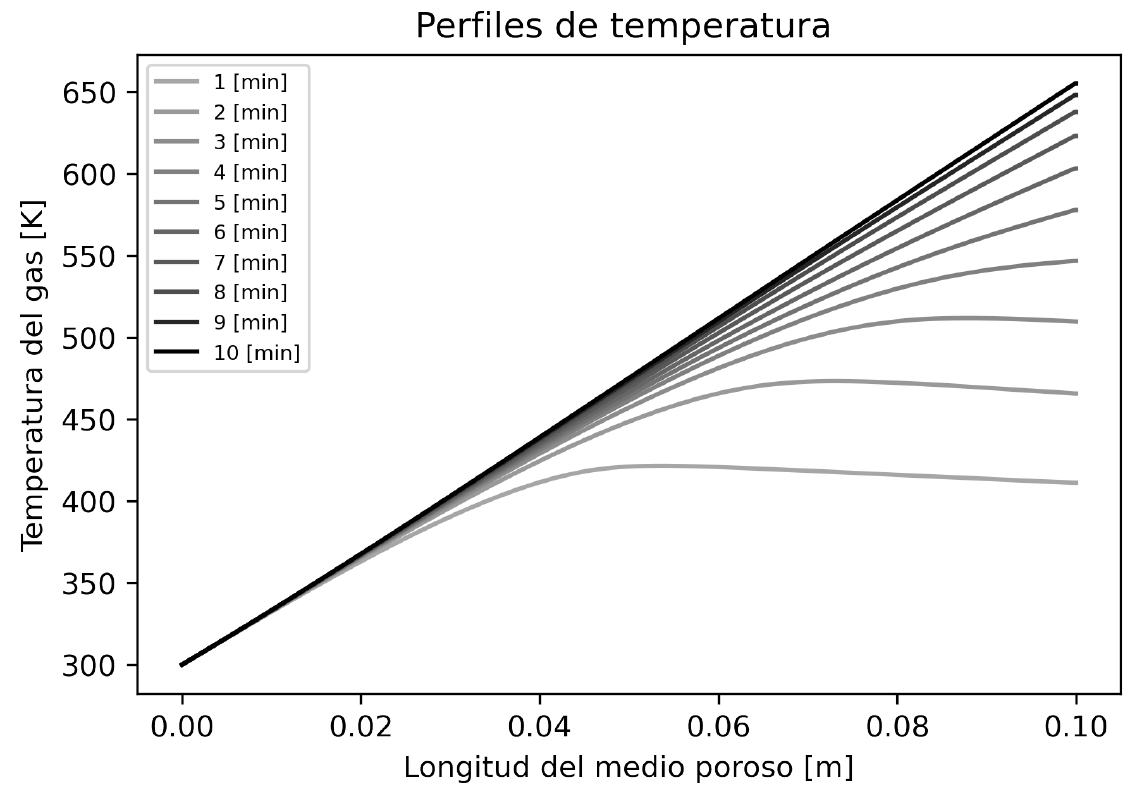 Perfiles de temperatura
1 [min]
2 [min]
3 [min]
4 [min]
5 [min]
6 [min]
7 [min]
8 [min]
9 [min]
10 [min]
Temperatura del gas [K]
650
600
550
500
450
400
350
300
0.00 0.02 0.04 0.06 0.08 0.10
Longitud del medio poroso [m]